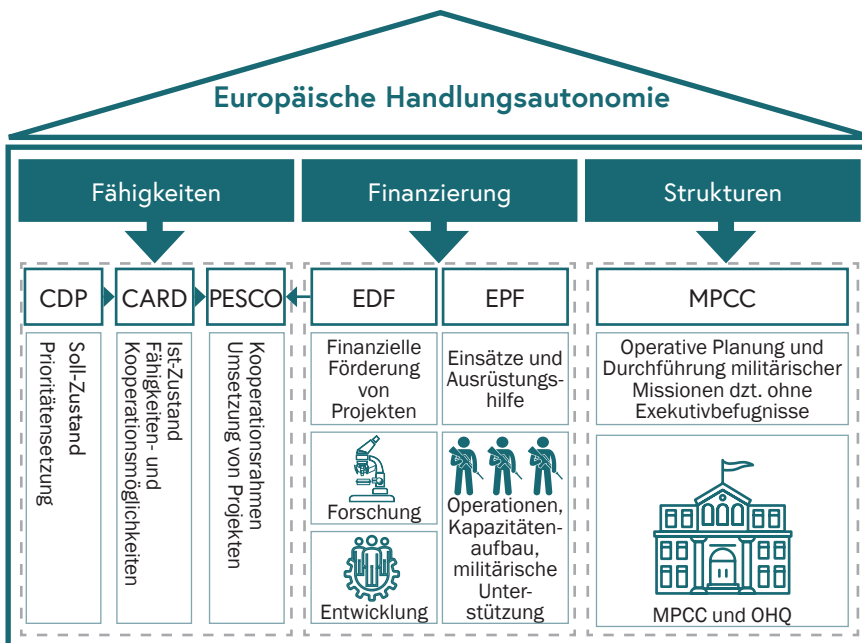 Europäische Handlungsautonomie
Fähigkeiten
Finanzierung
Strukturen
CDP
CARD
PESCO
EDF
EPF
MPCC
Soll-Zustand
Prioritätensetzung
Ist-Zustand
Fähigkeiten- und
Kooperationsmöglichkeiten
Kooperationsrahmen
Umsetzung von Projekten
Finanzielle
Förderung
von
Projekten
Forschung
Entwicklung
Einsätze und
Ausrüstungs-
hilfe
Operationen,
Kapazitäten-
aufbau,
militärische
Unter-
stützung
Operative Planung und
Durchführung militärischer
Missionen dzt. ohne
Exekutivbefugnisse
MPCC und OHQ